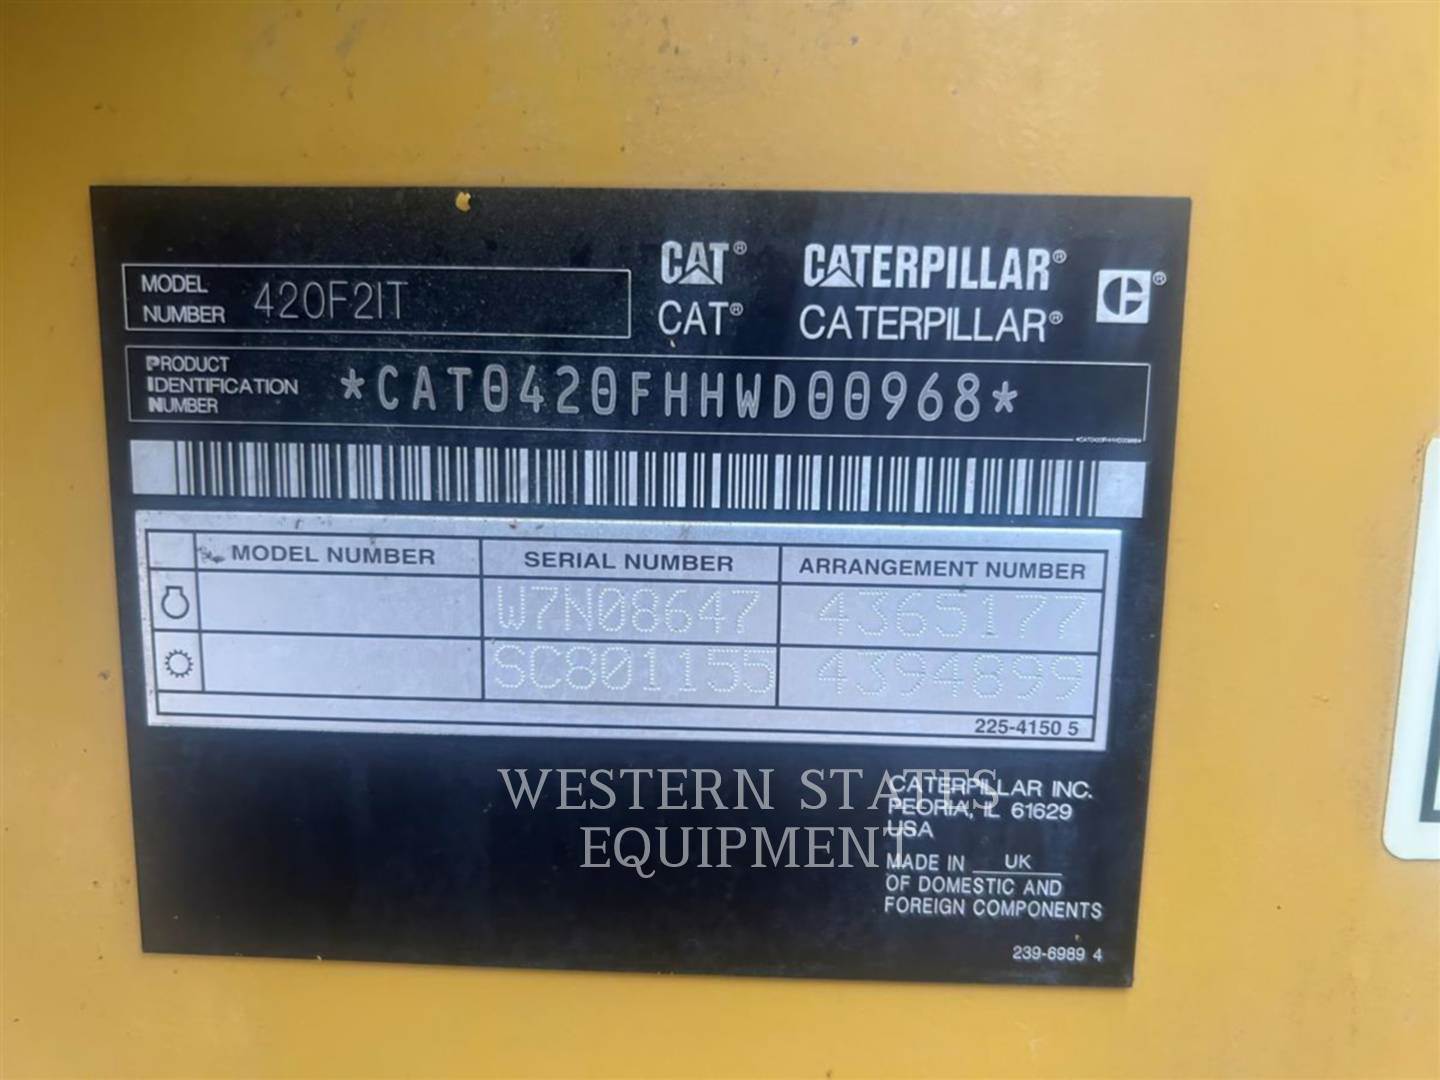 MODEL
NUMBER 420F2IT
CAT® CATERPILLAR®
CAT® CATERPILLAR®
PRODUCT
IDENTIFICATION
NUMBER
*CAT0420FHHWD00968*
MODEL NUMBER SERIAL NUMBER ARRANGEMENT NUMBER
W7N08647 4365177
SC801155 4394899
225-4150 5
CATERPILLAR INC.
PEORIA, IL 61629
USA
MADE IN UK
OF DOMESTIC AND
FOREIGN COMPONENTS
239-6989 4
WESTERN STATES
EQUIPMENT